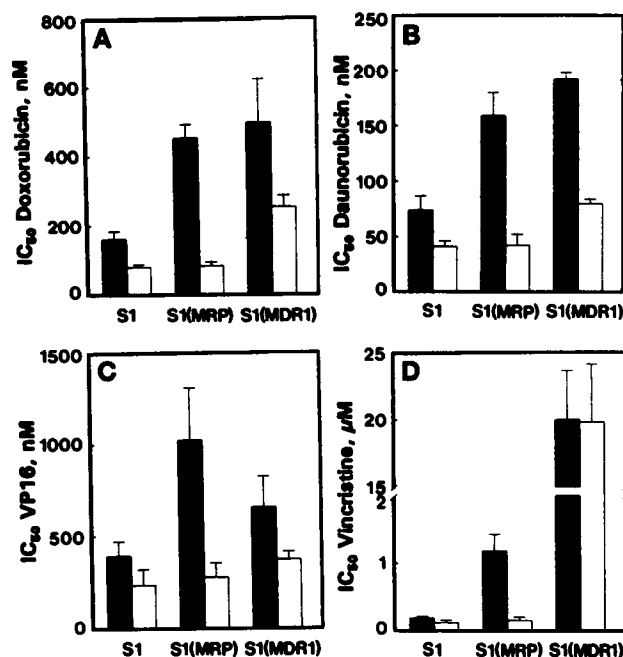 A
IC50 Doxorubicin, nM
800
600
400
200
0
S1 S1(MRP) S1(MDR1)
B
IC50 Daunorubicin, nM
200
150
100
50
0
S1 S1(MRP) S1(MDR1)
C
IC50 VP16, nM
1500
1000
500
0
S1 S1(MRP) S1(MDR1)
D
IC50 Vincristine, µM
25
20
15
2
1
0
S1 S1(MRP) S1(MDR1)